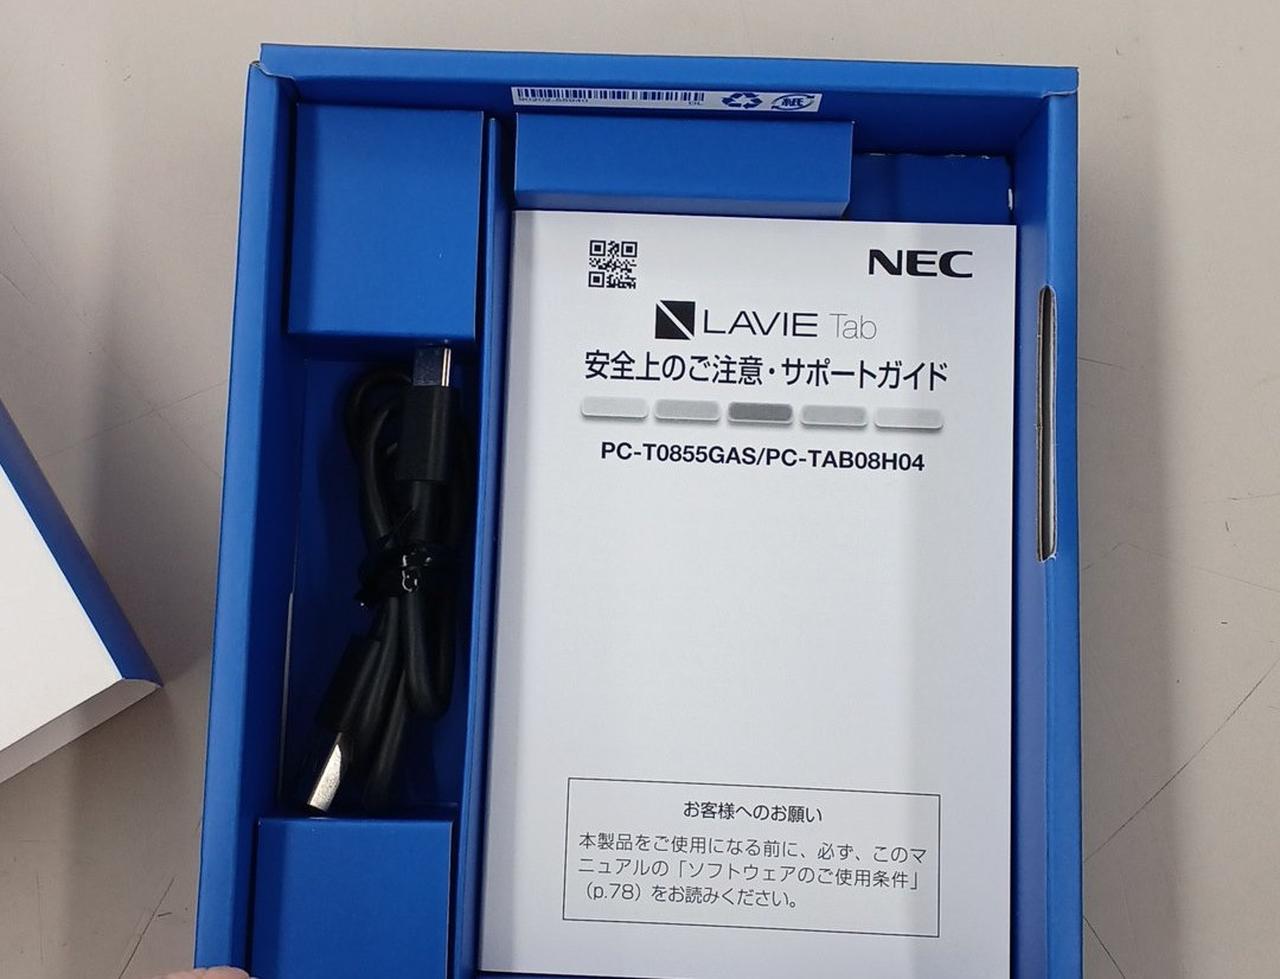 DL
紙
NEC
LAVIE Tab
安全上のご注意・サポートガイド
PC-T0855GAS/PC-TAB08H04
お客様へのお願い
本製品をご使用になる前に、必ず、このマ
ニュアルの「ソフトウェアのご使用条件」
（p.78）をお読みください。